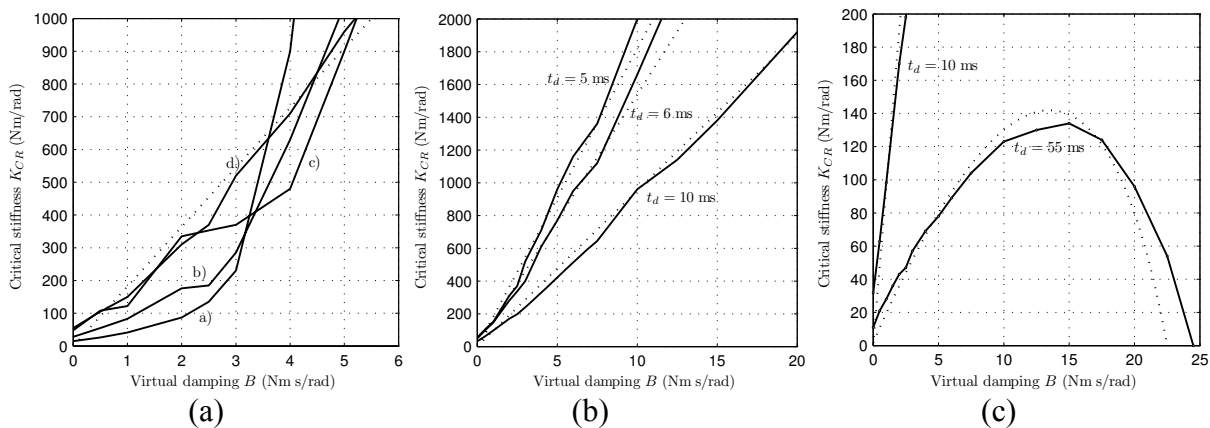 1000
900
800
700
600
500
400
300
200
100
0
Critical stiffness K_CR (Nm/rad)
d)
c)
b)
a)
0 1 2 3 4 5 6
Virtual damping B (Nm s/rad)
(a)
2000
1800
1600
1400
1200
1000
800
600
400
200
0
Critical stiffness K_CR (Nm/rad)
t_d = 5 ms
t_d = 6 ms
t_d = 10 ms
0 5 10 15 20
Virtual damping B (Nm s/rad)
(b)
200
180
160
140
120
100
80
60
40
20
0
Critical stiffness K_CR (Nm/rad)
t_d = 10 ms
t_d = 55 ms
0 5 10 15 20 25
Virtual damping B (Nm s/rad)
(c)